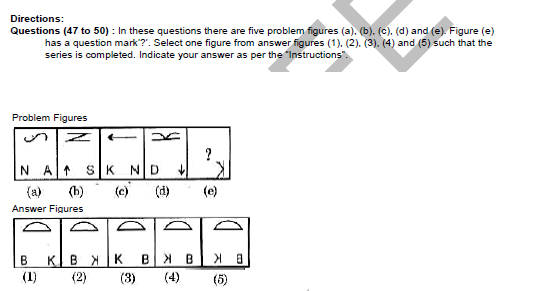 Directions:
Questions (47 to 50) : In these questions there are five problem figures (a), (b), (c), (d) and (e). Figure (e)
has a question mark'?'. Select one figure from answer figures (1), (2), (3), (4) and (5) such that the
series is completed. Indicate your answer as per the "Instructions".
Problem Figures
?
N A ↑ S K N D ↓ K
(a) (b) (c) (d) (e)
Answer Figures
B K B K K B K B K B
(1) (2) (3) (4) (5)